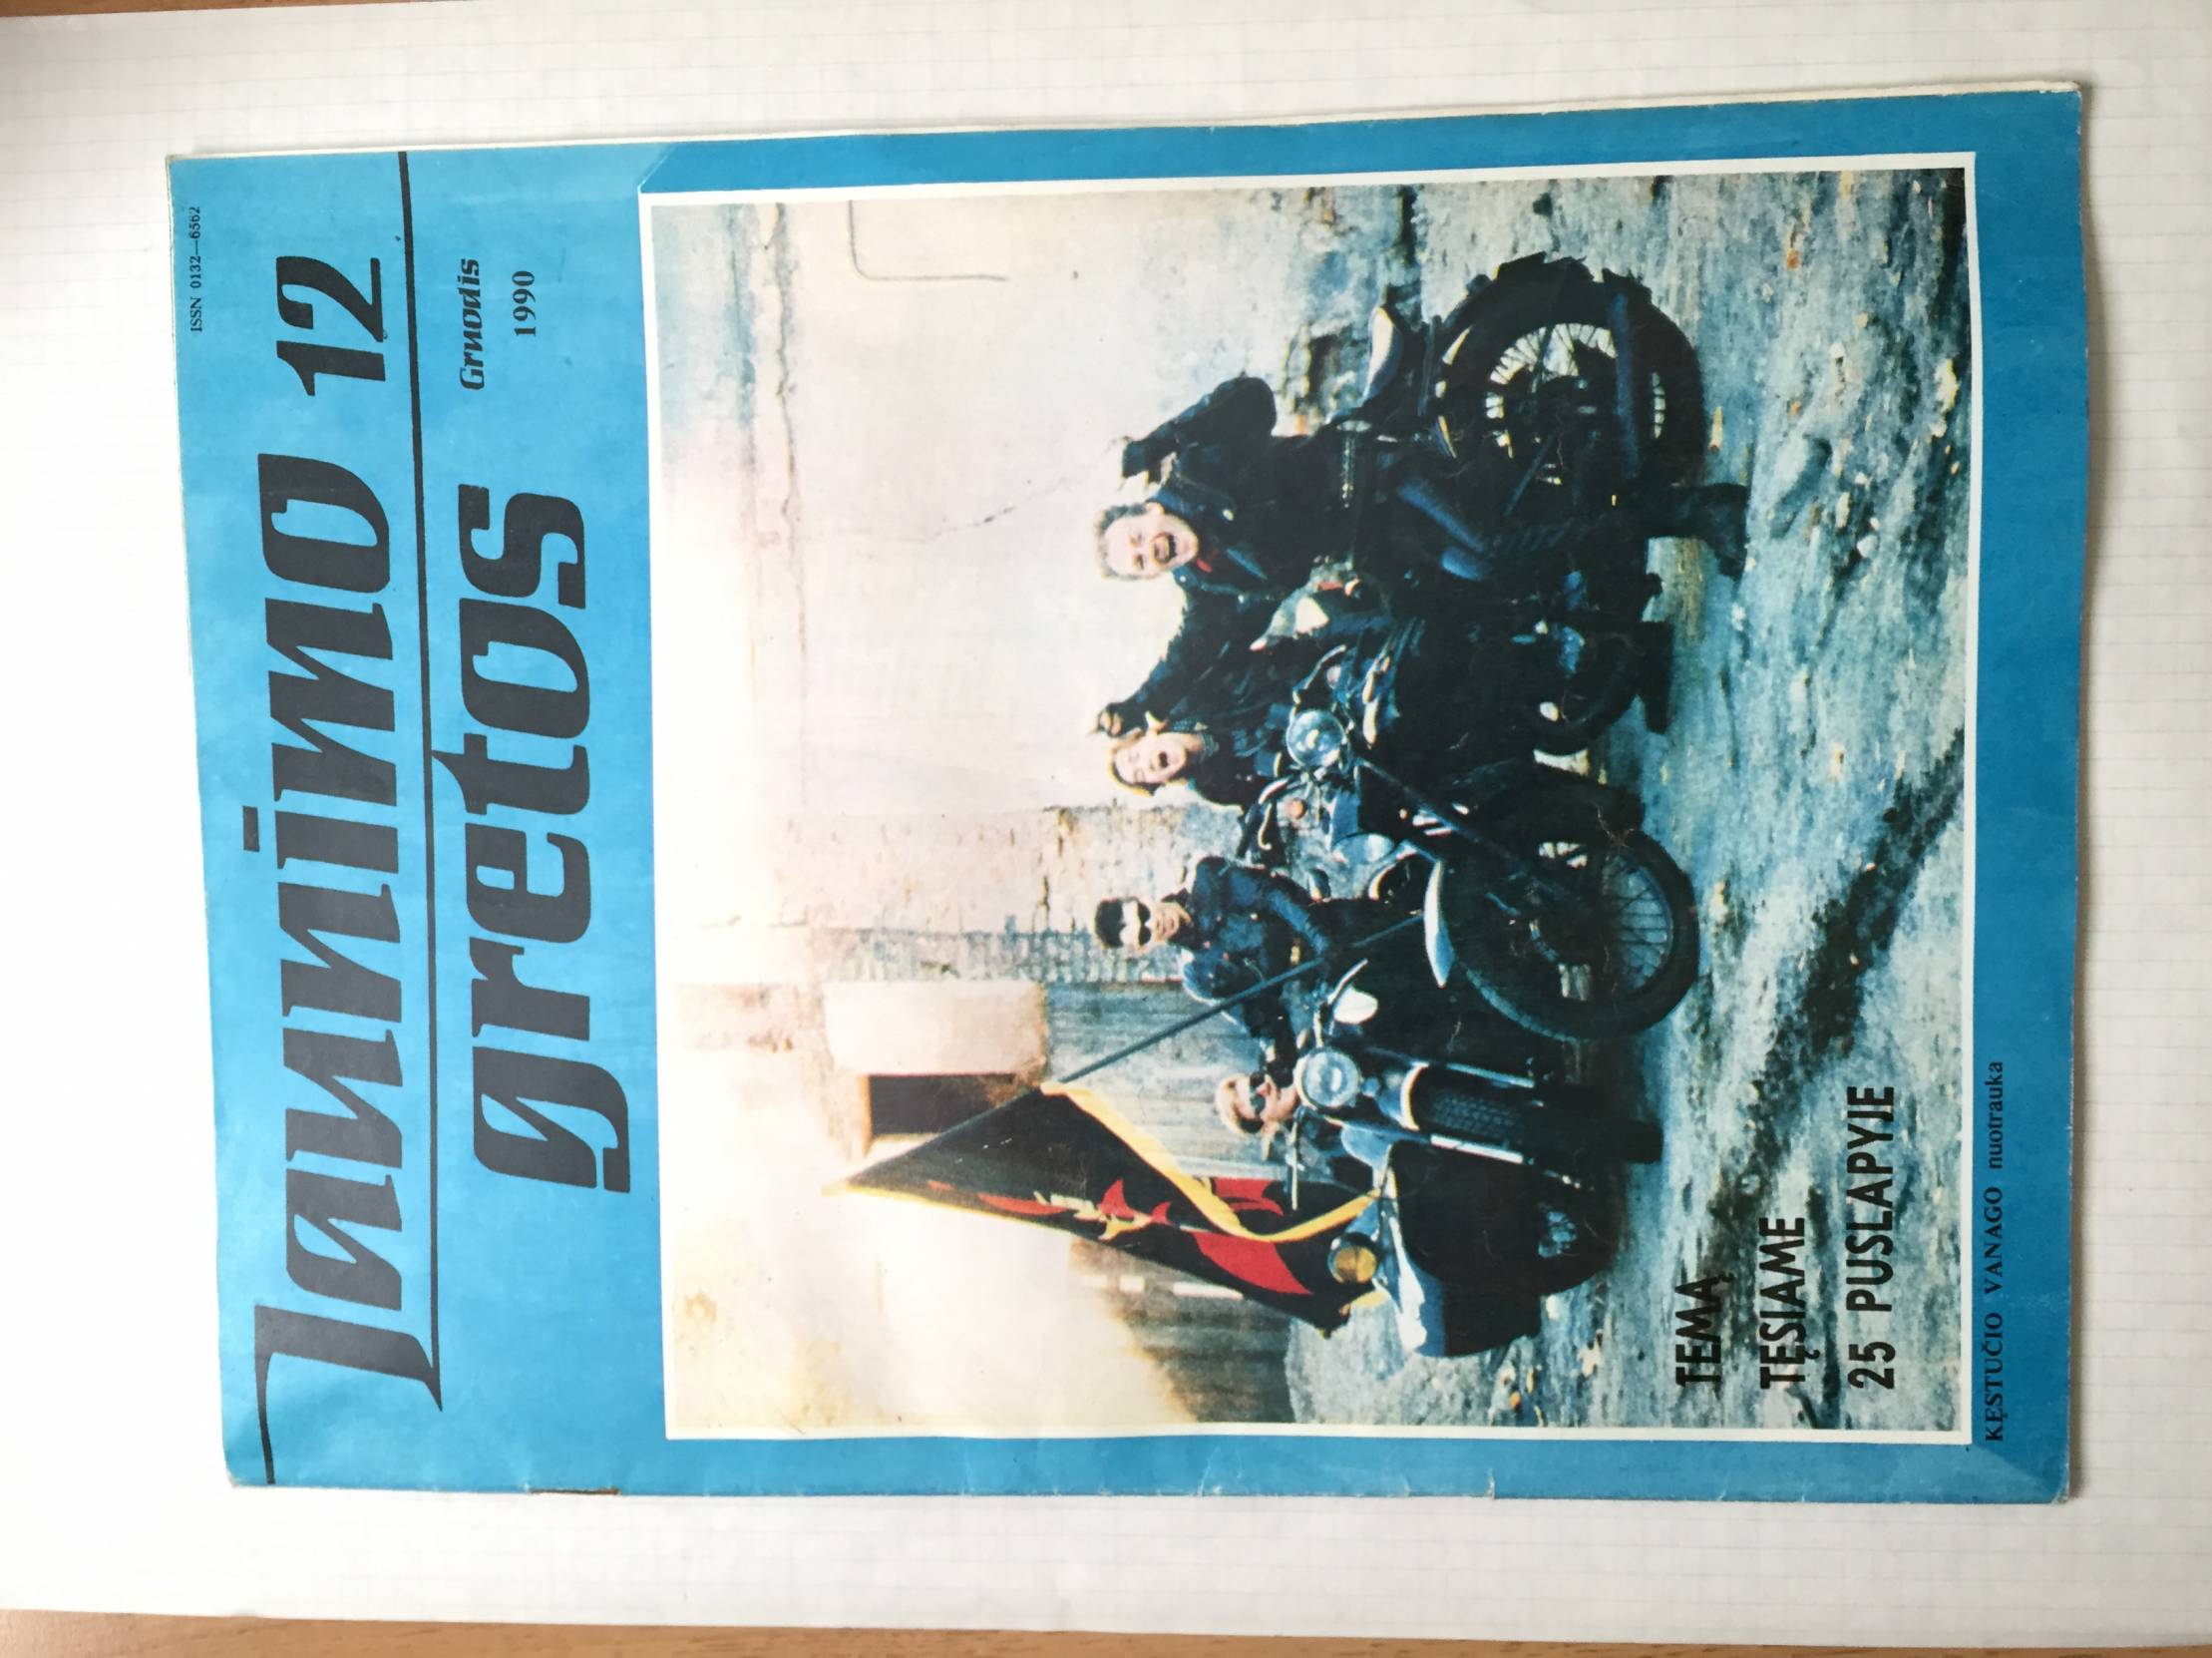 ISSN 0132—6562
Jaunimo 12
gretos
Gruodis
1990
TEMĄ
TĘSIAME
25 PUSLAPYJE
KĘSTUČIO VANAGO nuotrauka